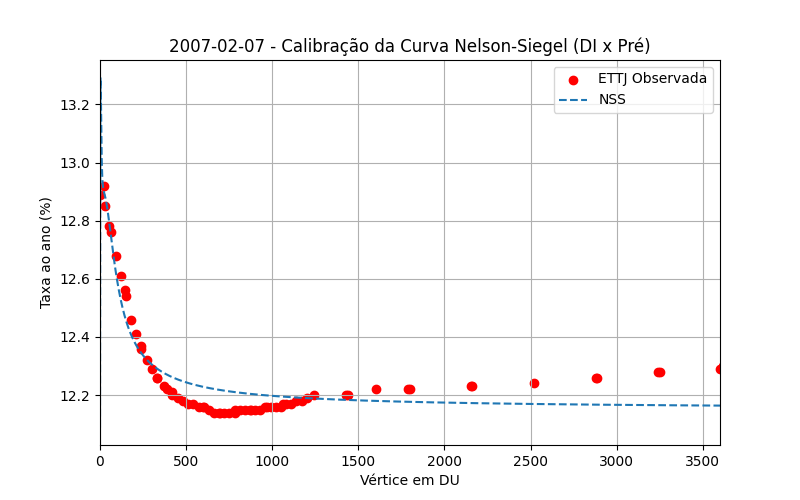 2007-02-07 - Calibração da Curva Nelson-Siegel (DI x Pré)
ETTJ Observada
NSS
Taxa ao ano (%)
13.2
13.0
12.8
12.6
12.4
12.2
0 500 1000 1500 2000 2500 3000 3500
Vértice em DU